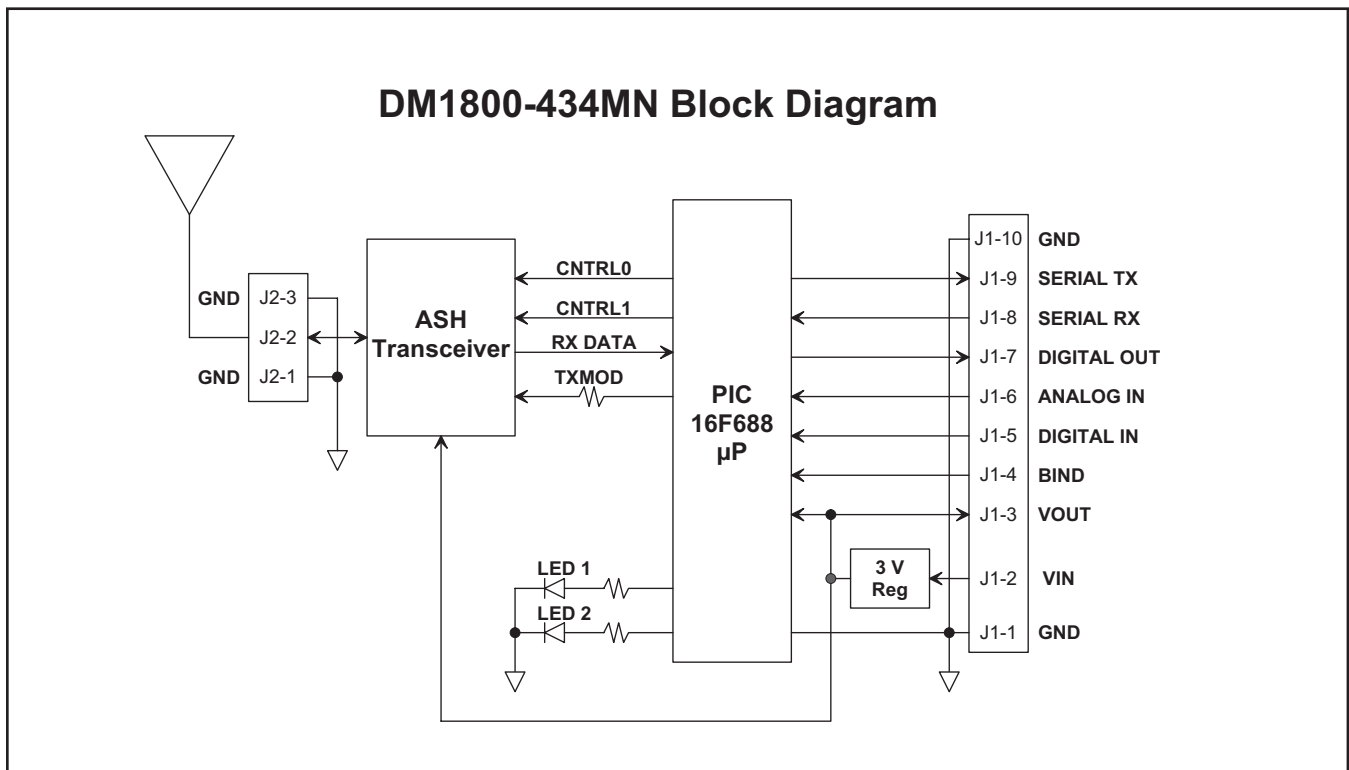 DM1800-434MN Block Diagram
GND J2-3
J2-2
GND J2-1
ASH
Transceiver
CNTRL0
CNTRL1
RX DATA
TXMOD
PIC
16F688
µP
LED 1
LED 2
3 V
Reg
J1-10 GND
J1-9 SERIAL TX
J1-8 SERIAL RX
J1-7 DIGITAL OUT
J1-6 ANALOG IN
J1-5 DIGITAL IN
J1-4 BIND
J1-3 VOUT
J1-2 VIN
J1-1 GND